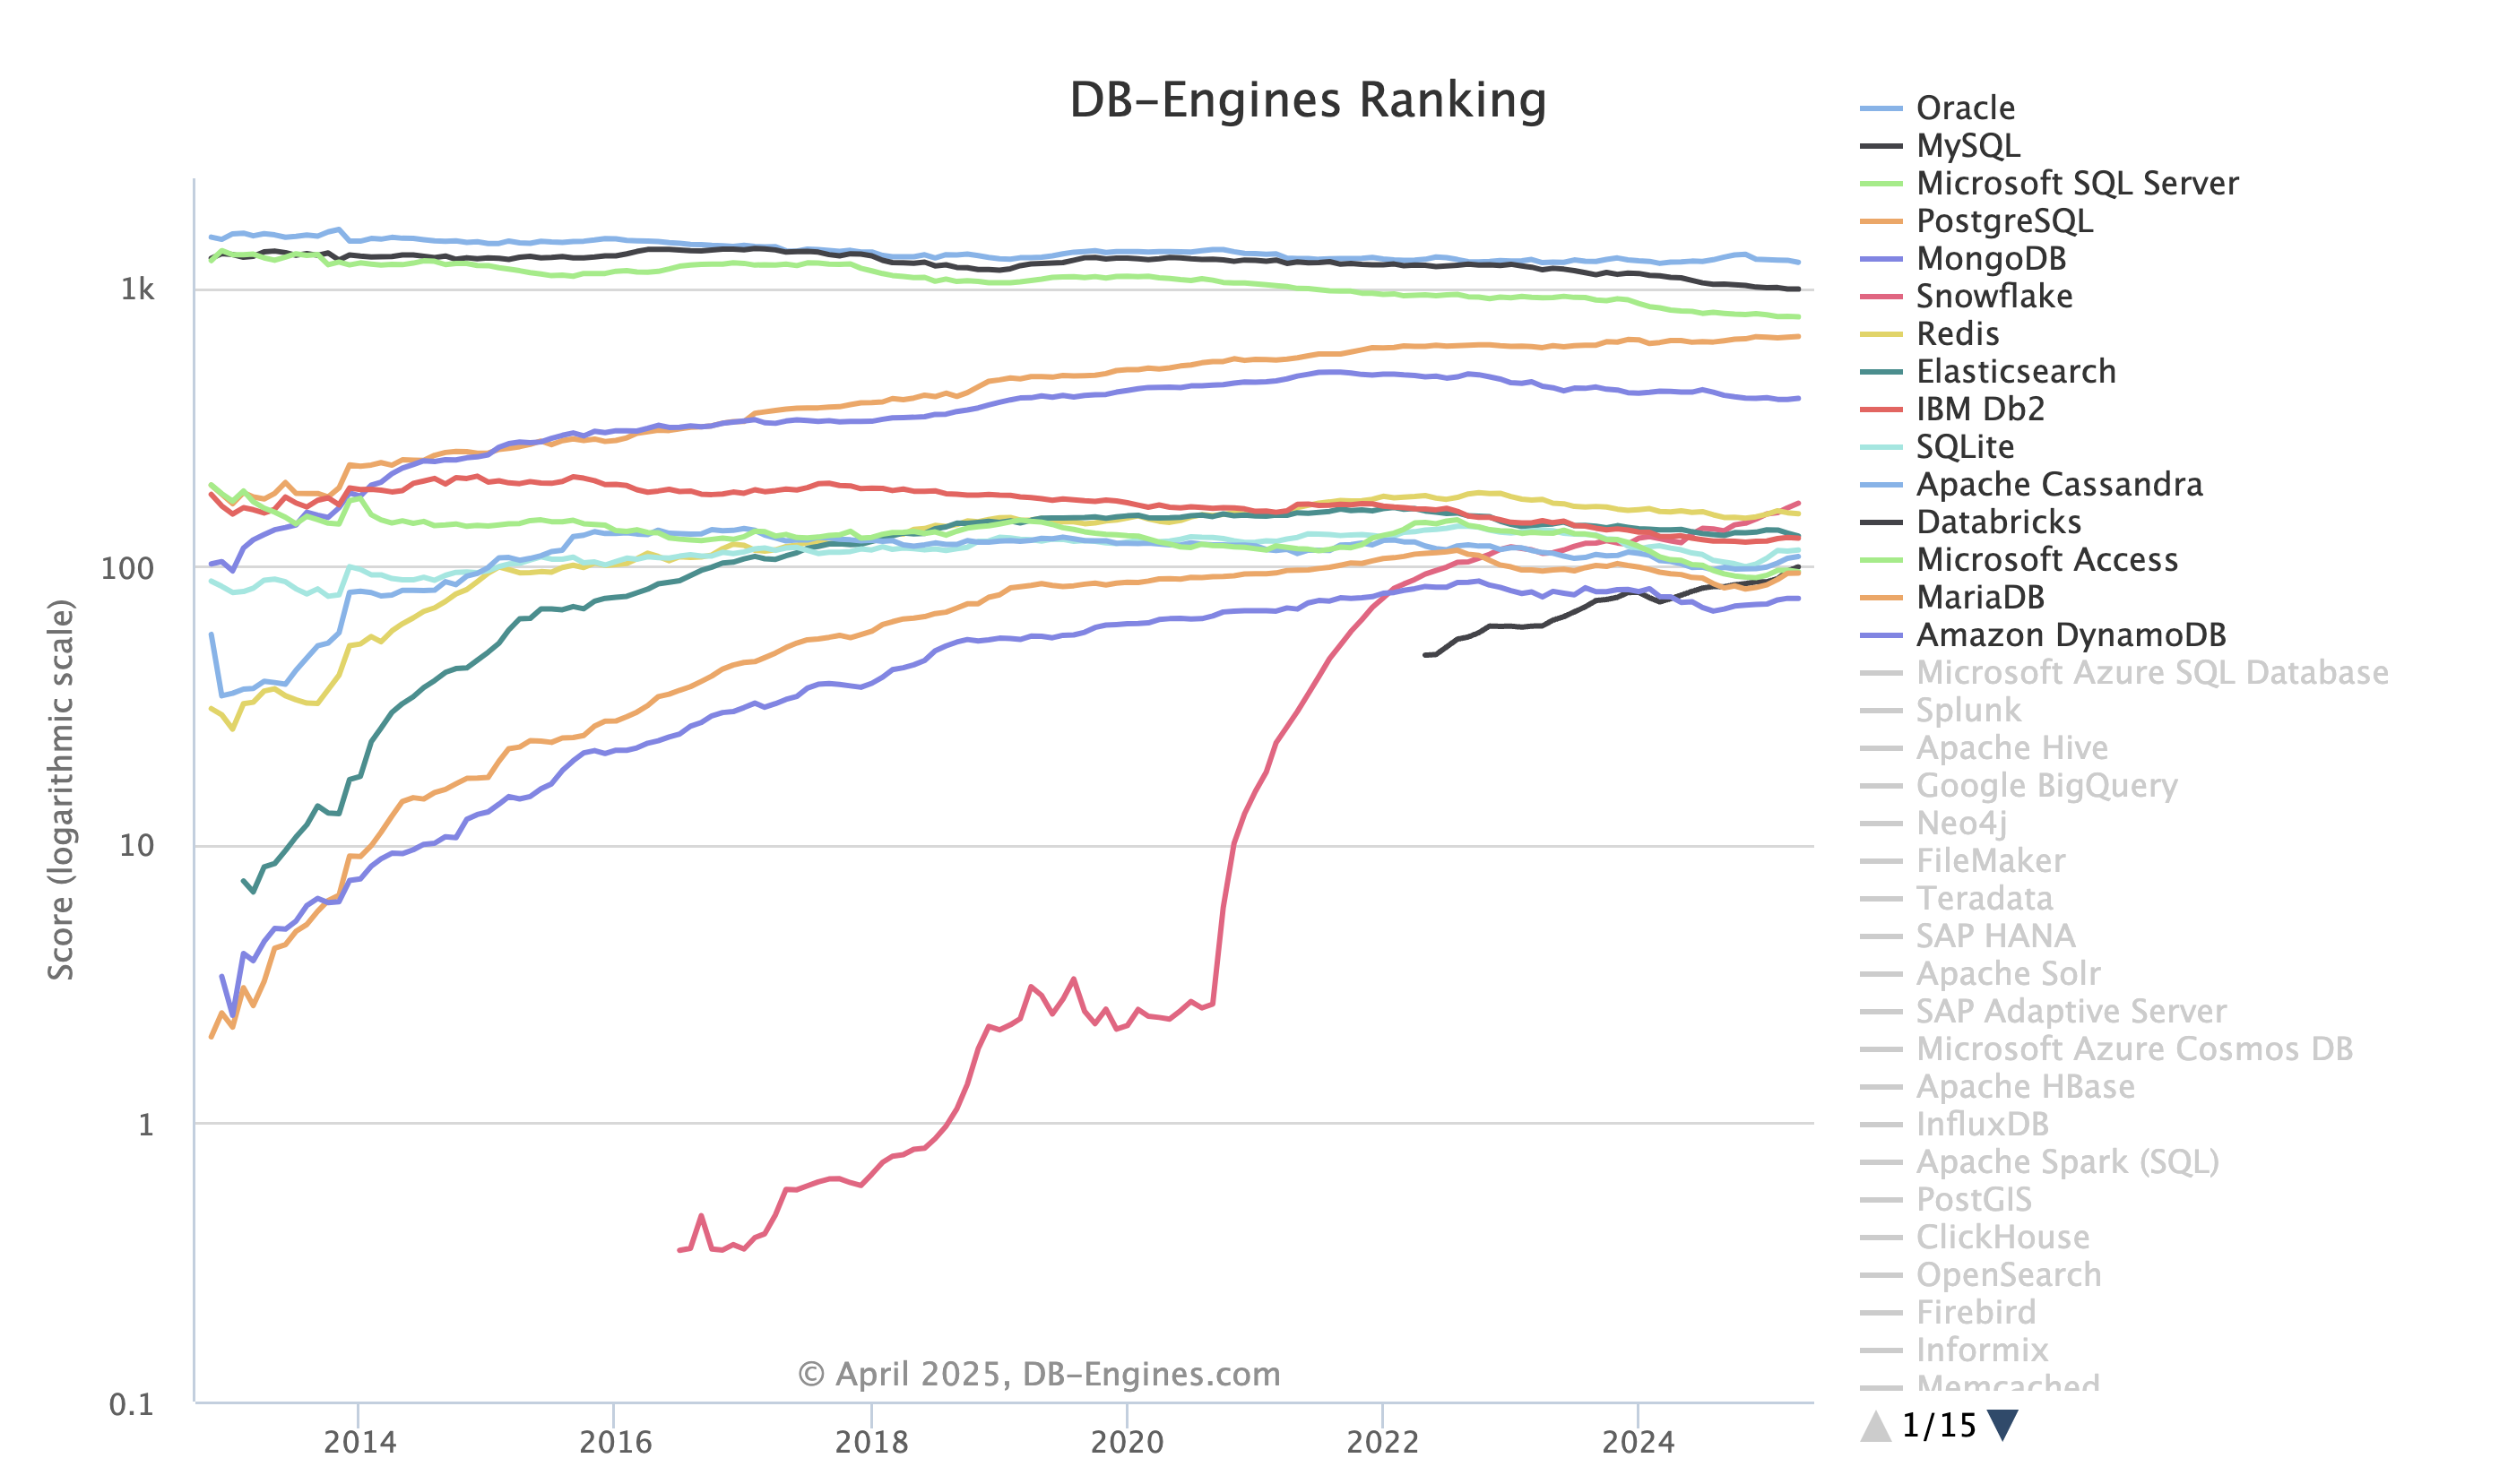 DB-Engines Ranking
Score (logarithmic scale)
1k
100
10
1
0.1
2014
2016
2018
2020
2022
2024
© April 2025, DB-Engines.com
Oracle
MySQL
Microsoft SQL Server
PostgreSQL
MongoDB
Snowflake
Redis
Elasticsearch
IBM Db2
SQLite
Apache Cassandra
Databricks
Microsoft Access
MariaDB
Amazon DynamoDB
Microsoft Azure SQL Database
Splunk
Apache Hive
Google BigQuery
Neo4j
FileMaker
Teradata
SAP HANA
Apache Solr
SAP Adaptive Server
Microsoft Azure Cosmos DB
Apache HBase
InfluxDB
Apache Spark (SQL)
PostGIS
ClickHouse
OpenSearch
Firebird
Informix
Memcached
1/15